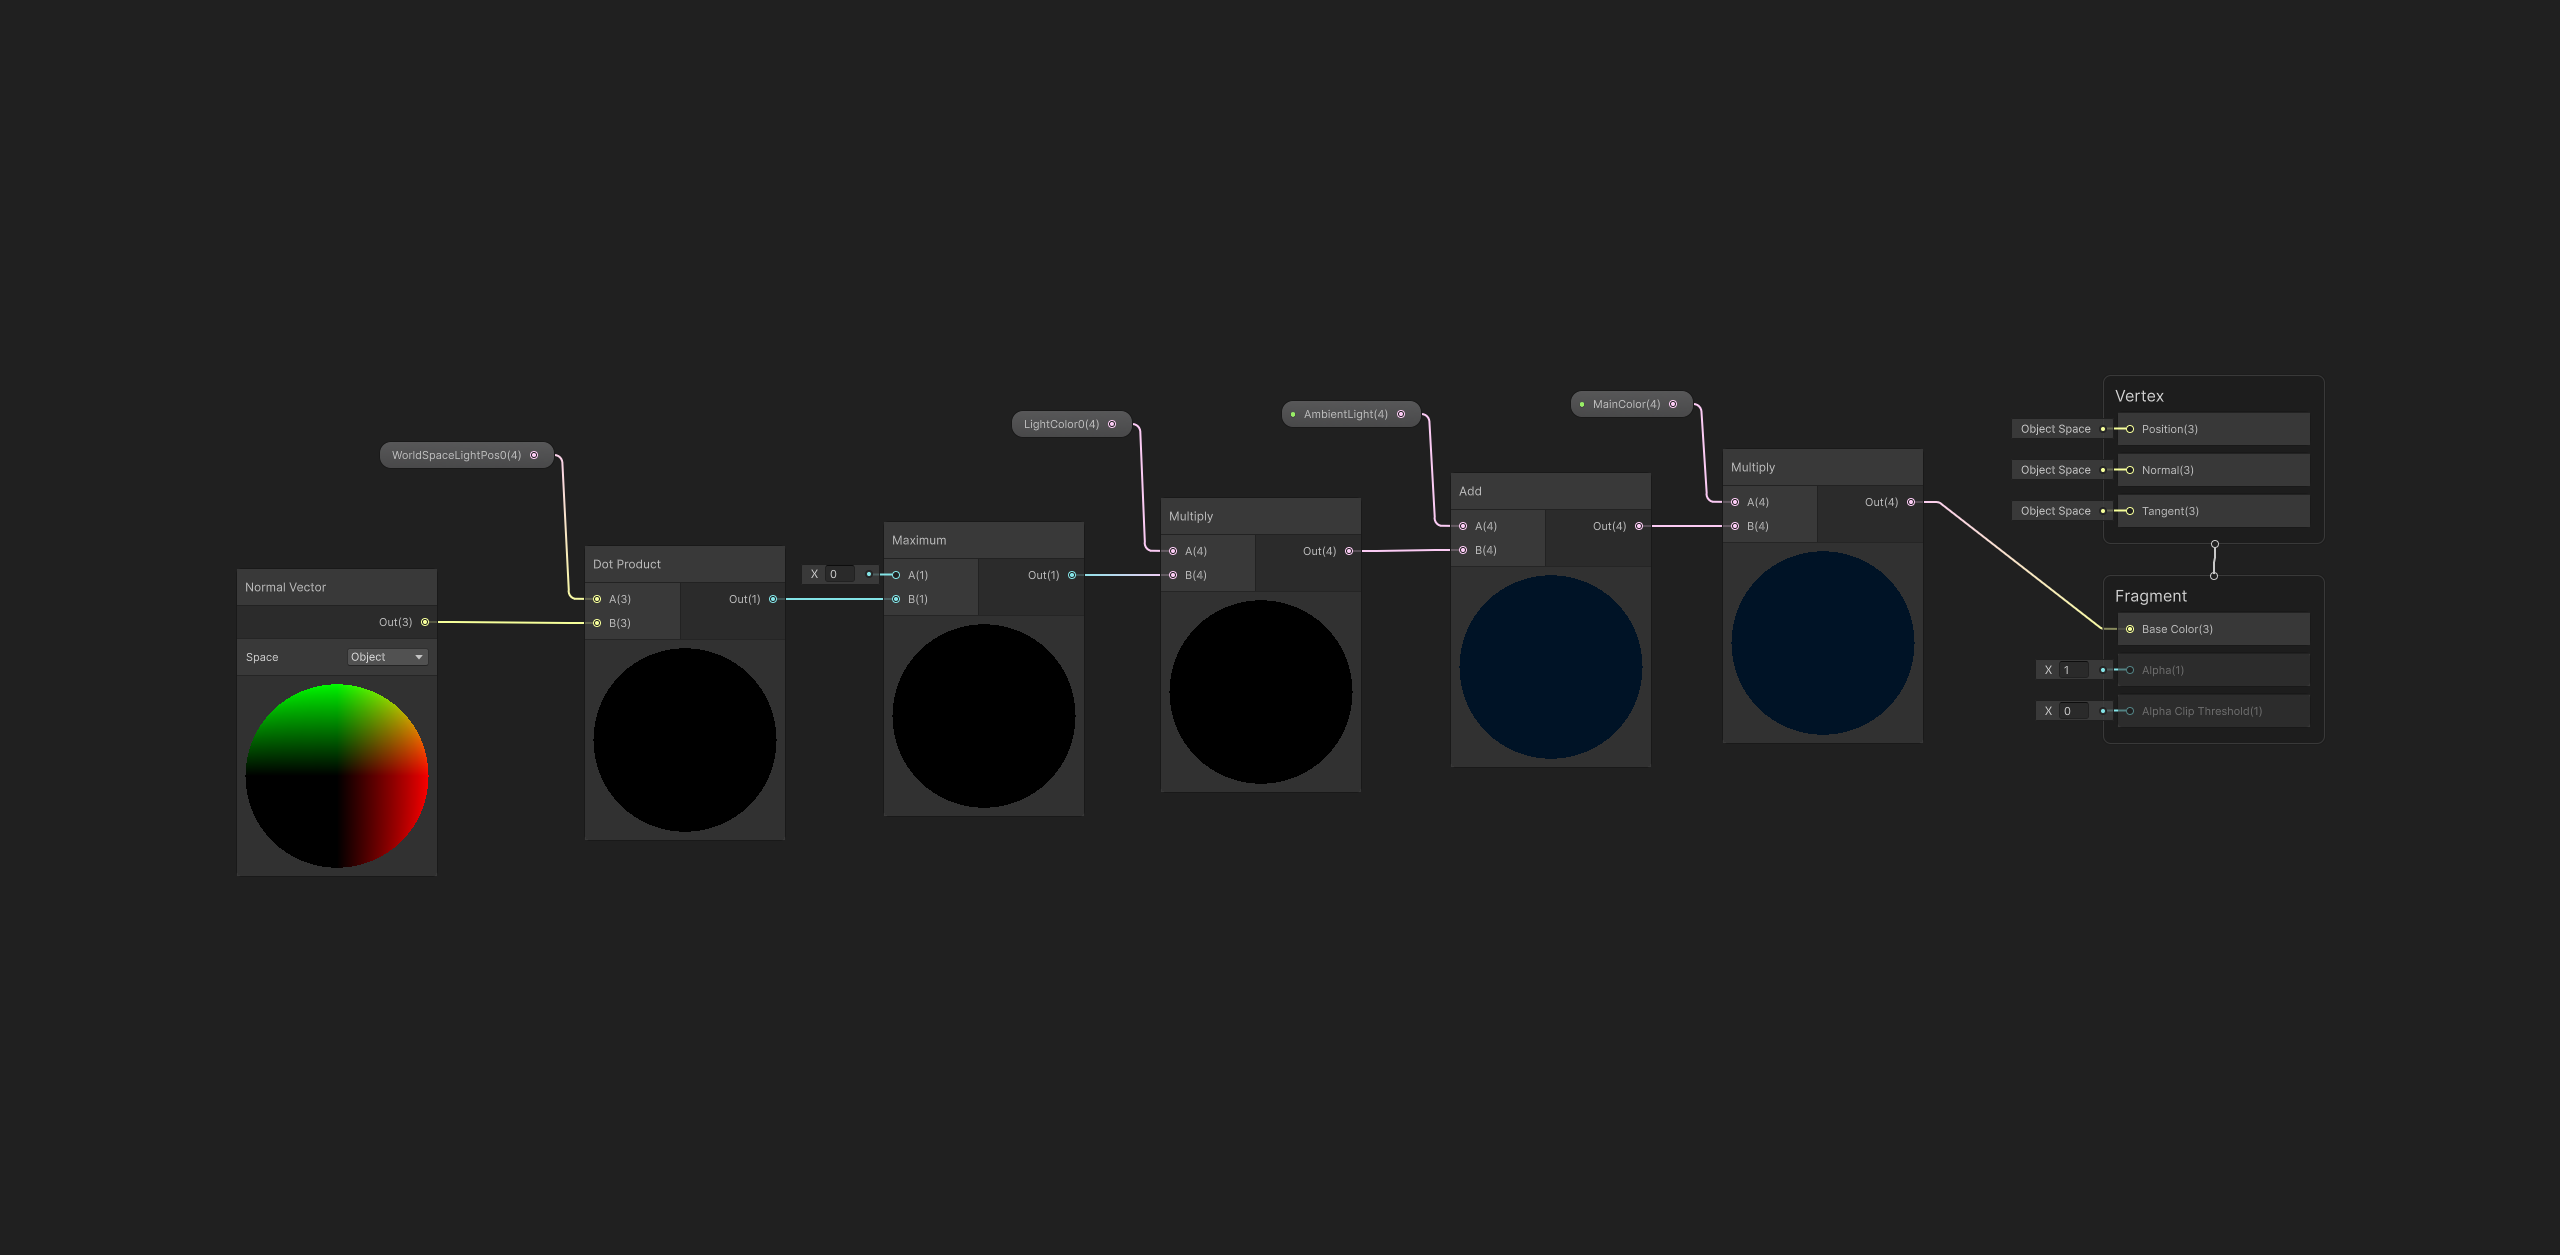 Normal Vector
Out(3)
Space
Object
WorldSpaceLightPos0(4)
Dot Product
A(3)
Out(1)
B(3)
X 0
Maximum
A(1)
Out(1)
B(1)
LightColor0(4)
Multiply
A(4)
Out(4)
B(4)
AmbientLight(4)
Add
A(4)
Out(4)
B(4)
MainColor(4)
Multiply
A(4)
Out(4)
B(4)
Vertex
Object Space
Position(3)
Object Space
Normal(3)
Object Space
Tangent(3)
Fragment
Base Color(3)
X 1
Alpha(1)
X 0
Alpha Clip Threshold(1)